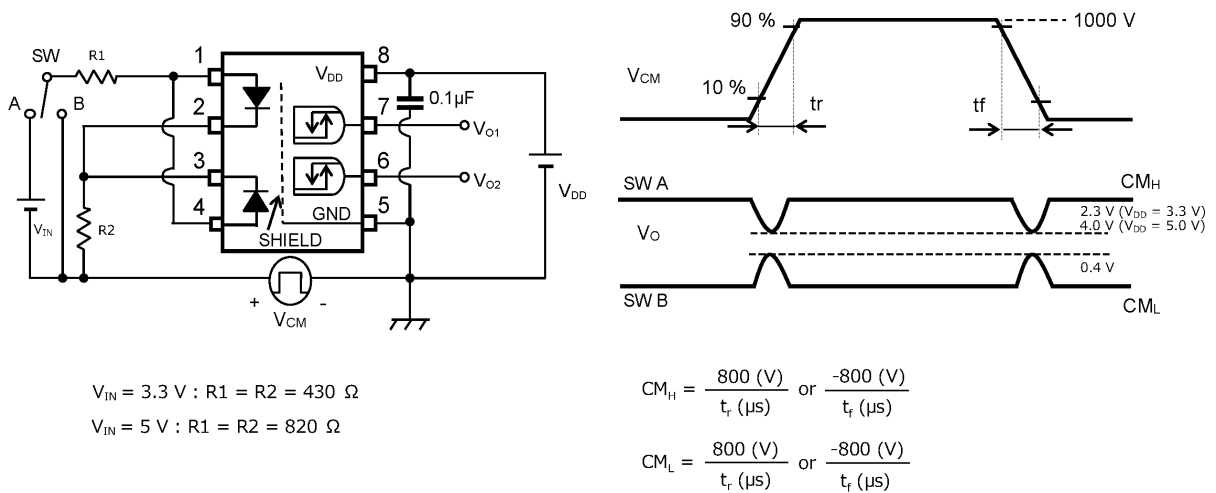 SW
R1
A
B
V_IN
R2
1
2
3
4
8
7
6
5
V_DD
GND
SHIELD
0.1μF
V_O1
V_O2
V_DD
+
-
V_CM
V_IN = 3.3 V : R1 = R2 = 430 Ω
V_IN = 5 V : R1 = R2 = 820 Ω
90 %
1000 V
V_CM
10 %
tr
tf
SW A
CM_H
2.3 V (V_DD = 3.3 V)
4.0 V (V_DD = 5.0 V)
V_O
0.4 V
SW B
CM_L
CM_H = 800 (V) / t_r (μs) or -800 (V) / t_f (μs)
CM_L = 800 (V) / t_r (μs) or -800 (V) / t_f (μs)